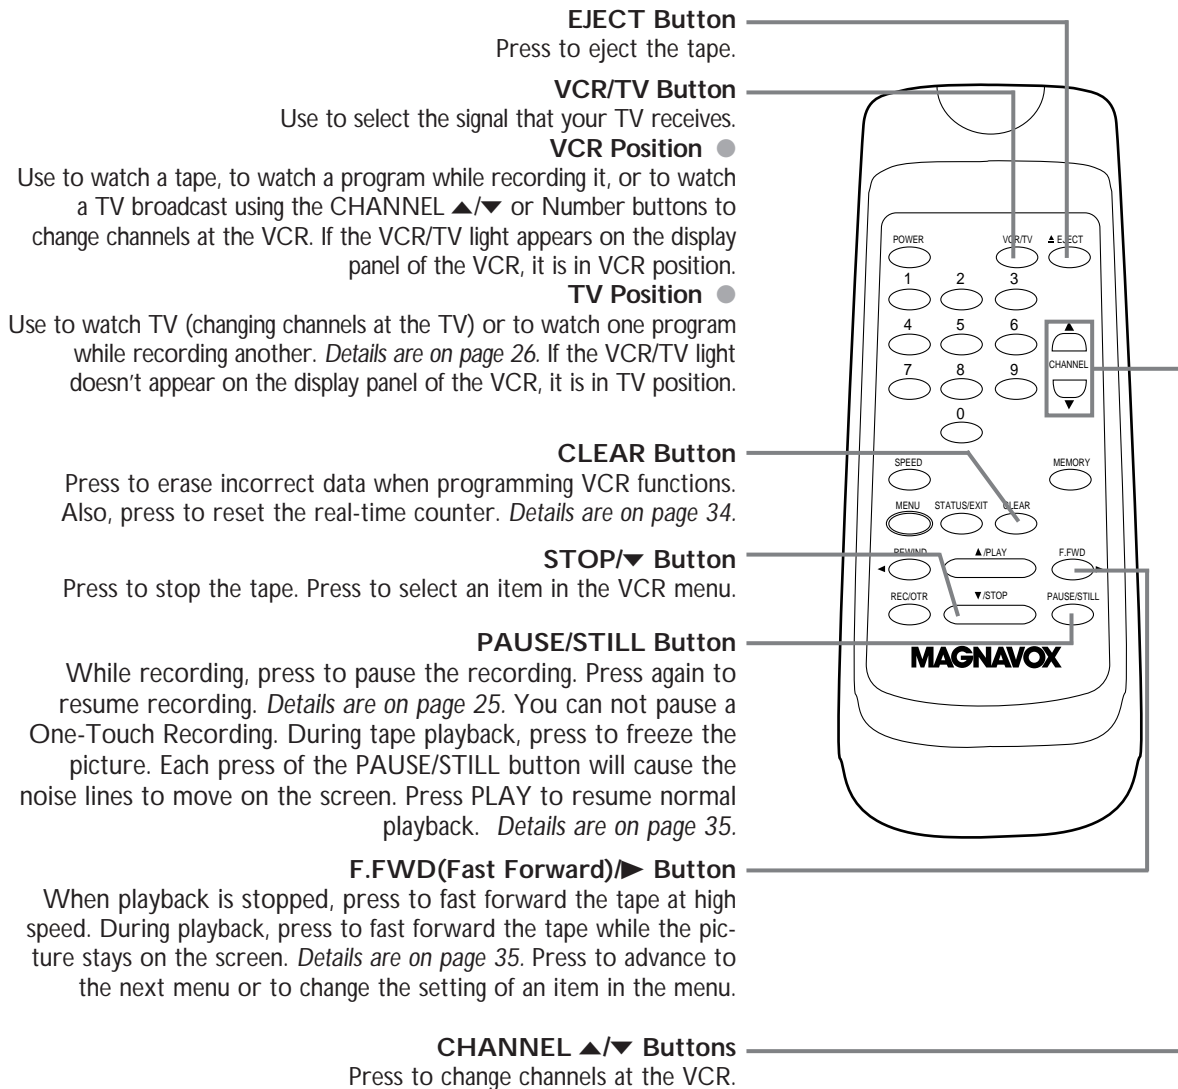 EJECT Button
Press to eject the tape.
VCR/TV Button
Use to select the signal that your TV receives.
VCR Position ●
Use to watch a tape, to watch a program while recording it, or to watch
a TV broadcast using the CHANNEL ▲/▼ or Number buttons to
change channels at the VCR. If the VCR/TV light appears on the display
panel of the VCR, it is in VCR position.
TV Position ●
Use to watch TV (changing channels at the TV) or to watch one program
while recording another. Details are on page 26. If the VCR/TV light
doesn't appear on the display panel of the VCR, it is in TV position.
CLEAR Button
Press to erase incorrect data when programming VCR functions.
Also, press to reset the real-time counter. Details are on page 34.
STOP/▼ Button
Press to stop the tape. Press to select an item in the VCR menu.
PAUSE/STILL Button
While recording, press to pause the recording. Press again to
resume recording. Details are on page 25. You can not pause a
One-Touch Recording. During tape playback, press to freeze the
picture. Each press of the PAUSE/STILL button will cause the
noise lines to move on the screen. Press PLAY to resume normal
playback. Details are on page 35.
F.FWD(Fast Forward)/▶ Button
When playback is stopped, press to fast forward the tape at high
speed. During playback, press to fast forward the tape while the pic-
ture stays on the screen. Details are on page 35. Press to advance to
the next menu or to change the setting of an item in the menu.
CHANNEL ▲/▼ Buttons
Press to change channels at the VCR.
POWER VCR/TV ▲ EJECT
1 2 3
4 5 6
▲
CHANNEL
7 8 9
▼
0
SPEED MEMORY
MENU STATUS/EXIT CLEAR
REWIND ▲ /PLAY F.FWD
◀ ▶
REC/OTR ▼ /STOP PAUSE/STILL
MAGNAVOX